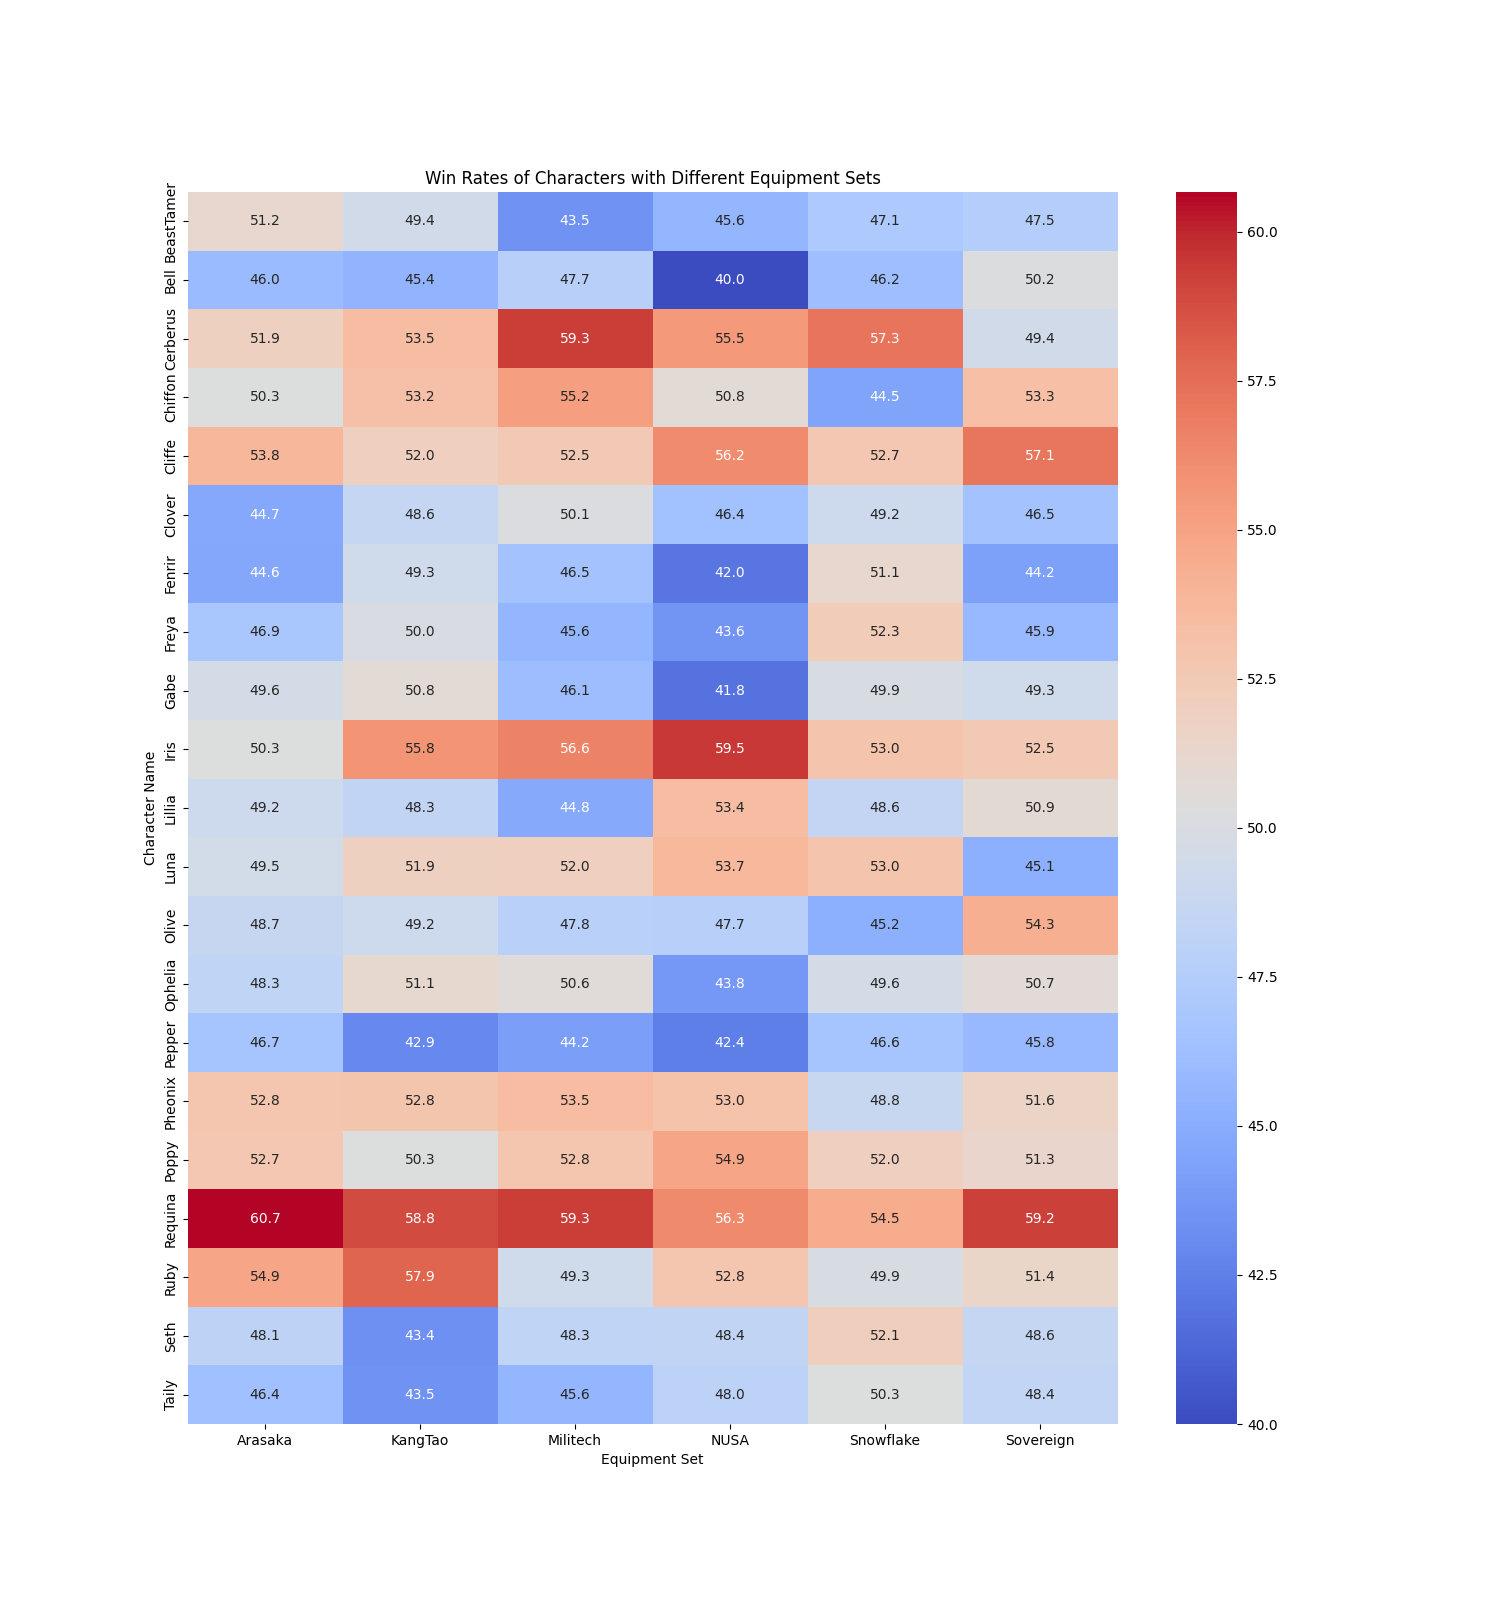 Win Rates of Characters with Different Equipment Sets
BeastTamer 51.2 49.4 43.5 45.6 47.1 47.5
Bell 46.0 45.4 47.7 40.0 46.2 50.2
Cerberus 51.9 53.5 59.3 55.5 57.3 49.4
Chiffon 50.3 53.2 55.2 50.8 44.5 53.3
Cliffe 53.8 52.0 52.5 56.2 52.7 57.1
Clover 44.7 48.6 50.1 46.4 49.2 46.5
Fenrir 44.6 49.3 46.5 42.0 51.1 44.2
Freya 46.9 50.0 45.6 43.6 52.3 45.9
Gabe 49.6 50.8 46.1 41.8 49.9 49.3
Iris 50.3 55.8 56.6 59.5 53.0 52.5
Lillia 49.2 48.3 44.8 53.4 48.6 50.9
Luna 49.5 51.9 52.0 53.7 53.0 45.1
Olive 48.7 49.2 47.8 47.7 45.2 54.3
Ophelia 48.3 51.1 50.6 43.8 49.6 50.7
Pepper 46.7 42.9 44.2 42.4 46.6 45.8
Pheonix 52.8 52.8 53.5 53.0 48.8 51.6
Poppy 52.7 50.3 52.8 54.9 52.0 51.3
Requina 60.7 58.8 59.3 56.3 54.5 59.2
Ruby 54.9 57.9 49.3 52.8 49.9 51.4
Seth 48.1 43.4 48.3 48.4 52.1 48.6
Taily 46.4 43.5 45.6 48.0 50.3 48.4
Character Name
Arasaka KangTao Militech NUSA Snowflake Sovereign
Equipment Set
60.0
57.5
55.0
52.5
50.0
47.5
45.0
42.5
40.0